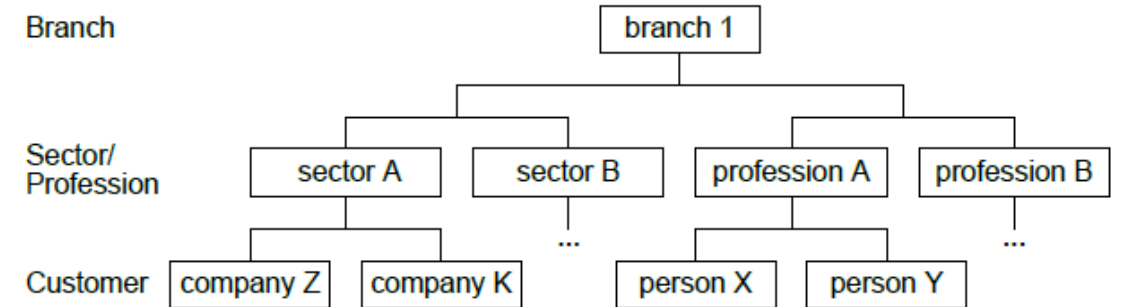 Branch
branch 1
Sector/
Profession
sector A
sector B
profession A
profession B
...
...
Customer
company Z
company K
person X
person Y